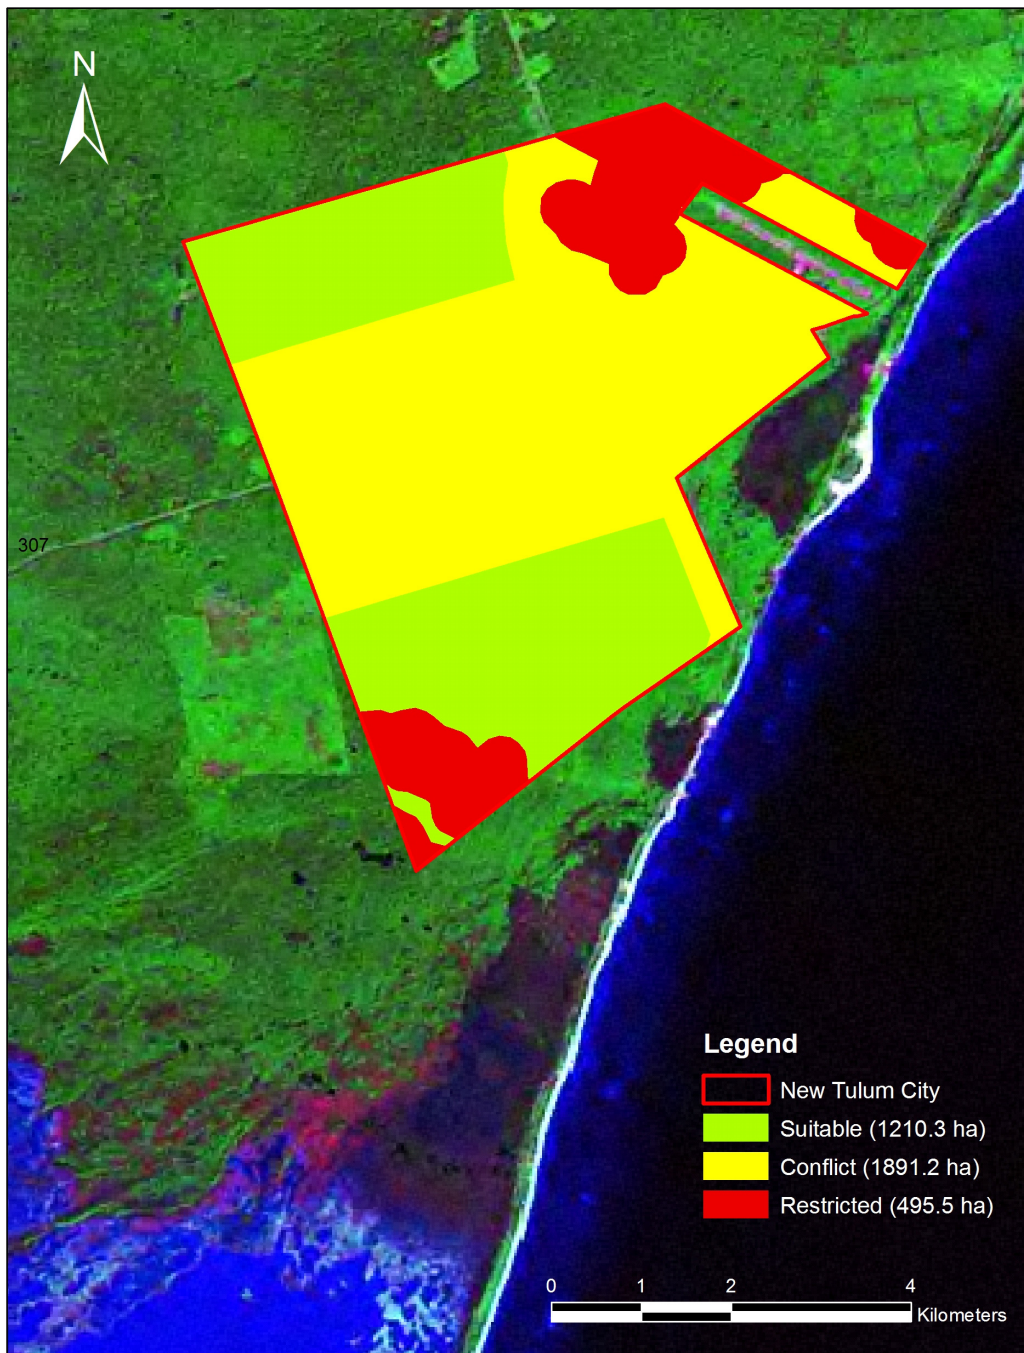 N
307
Legend
New Tulum City
Suitable (1210.3 ha)
Conflict (1891.2 ha)
Restricted (495.5 ha)
0 1 2 4
Kilometers